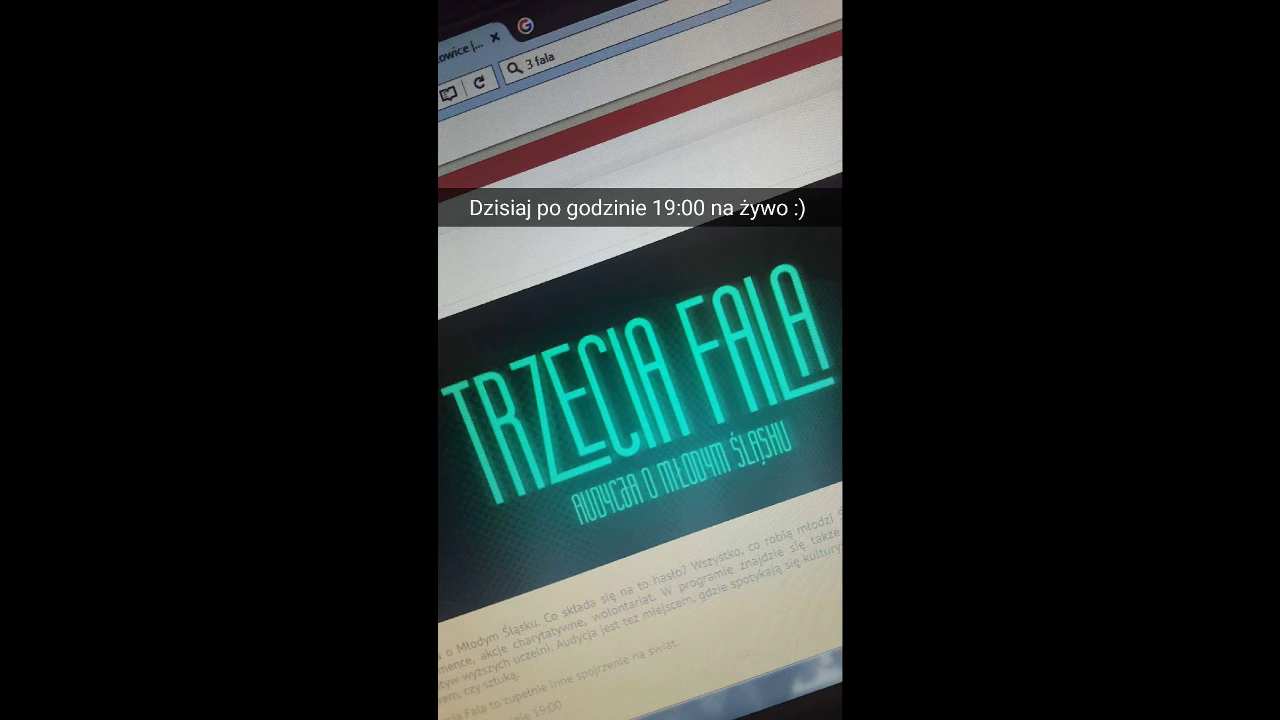 owice |...
3 fala
Dzisiaj po godzinie 19:00 na żywo :)
TRZECIA FALA
AUDYCJA O MŁODYM ŚLĄSKU
o Młodym Śląsku. Co składa się na to hasło? Wszystko, co robią młodzi
akcje charytatywne, wolontariat. W programie znajdzie się także
wyższych uczelni. Audycja jest też miejscem, gdzie spotykają się kultury
czy sztuką.
Fala to zupełnie inne spojrzenie na świat.
19:00